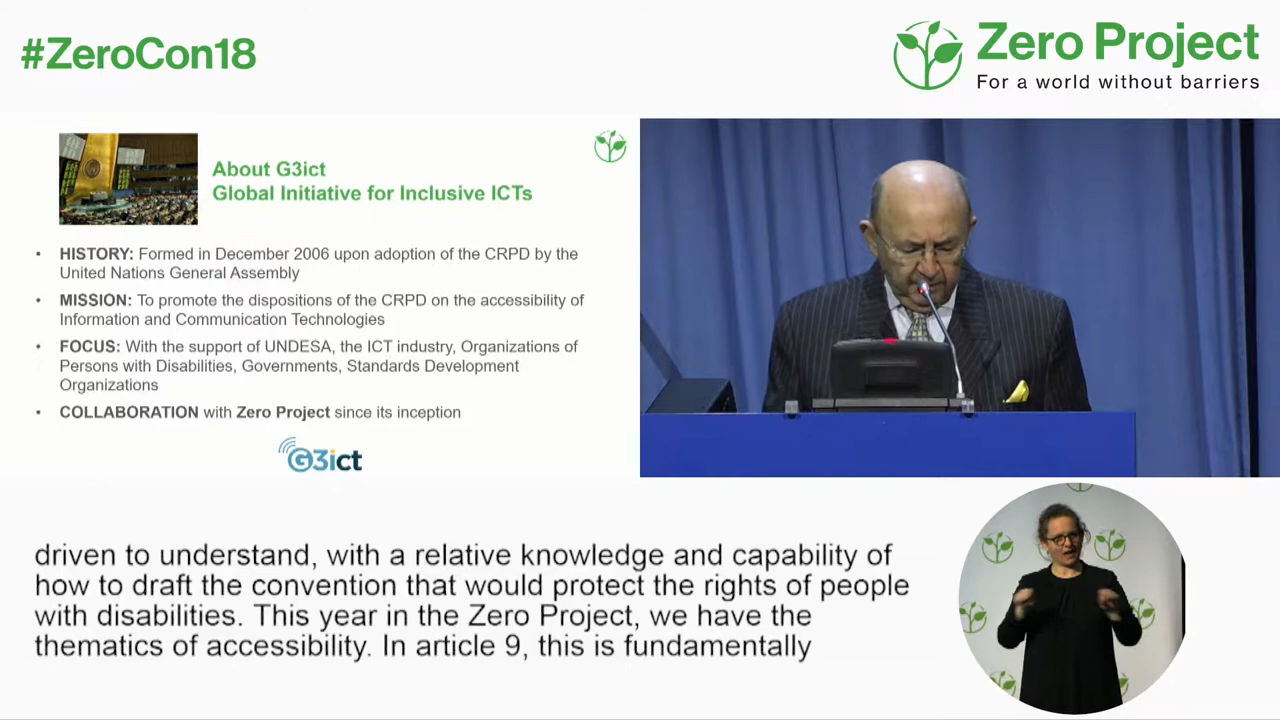 #ZeroCon18
Zero Project
For a world without barriers
About G3ict
Global Initiative for Inclusive ICTs
• HISTORY: Formed in December 2006 upon adoption of the CRPD by the
United Nations General Assembly
• MISSION: To promote the dispositions of the CRPD on the accessibility of
Information and Communication Technologies
• FOCUS: With the support of UNDESA, the ICT industry, Organizations of
Persons with Disabilities, Governments, Standards Development
Organizations
• COLLABORATION with Zero Project since its inception
G3ict
driven to understand, with a relative knowledge and capability of
how to draft the convention that would protect the rights of people
with disabilities. This year in the Zero Project, we have the
thematics of accessibility. In article 9, this is fundamentally